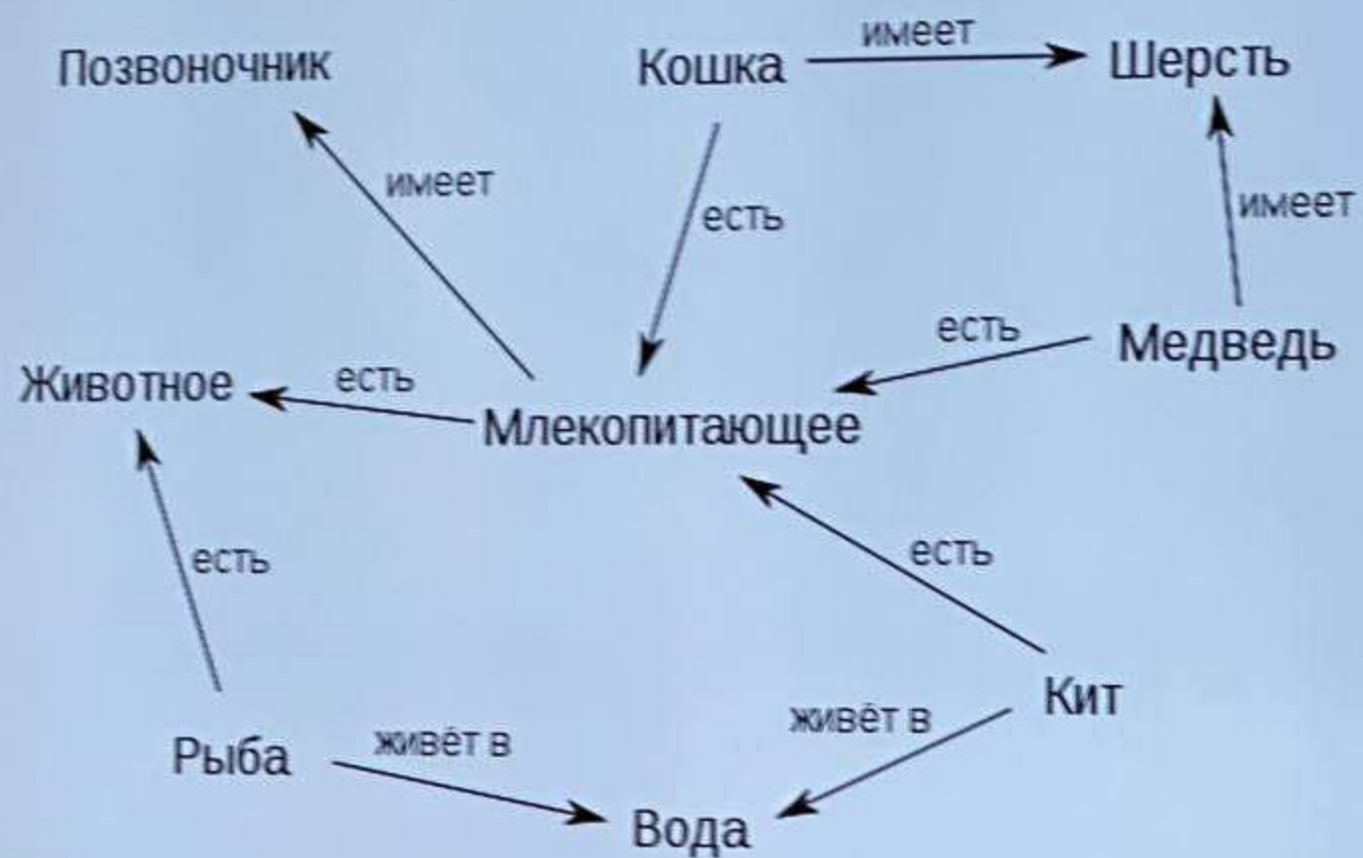 Позвоночник
Кошка
имеет
Шерсть
имеет
есть
имеет
Животное
есть
Млекопитающее
есть
Медведь
есть
есть
Рыба
живёт в
Вода
живёт в
Кит